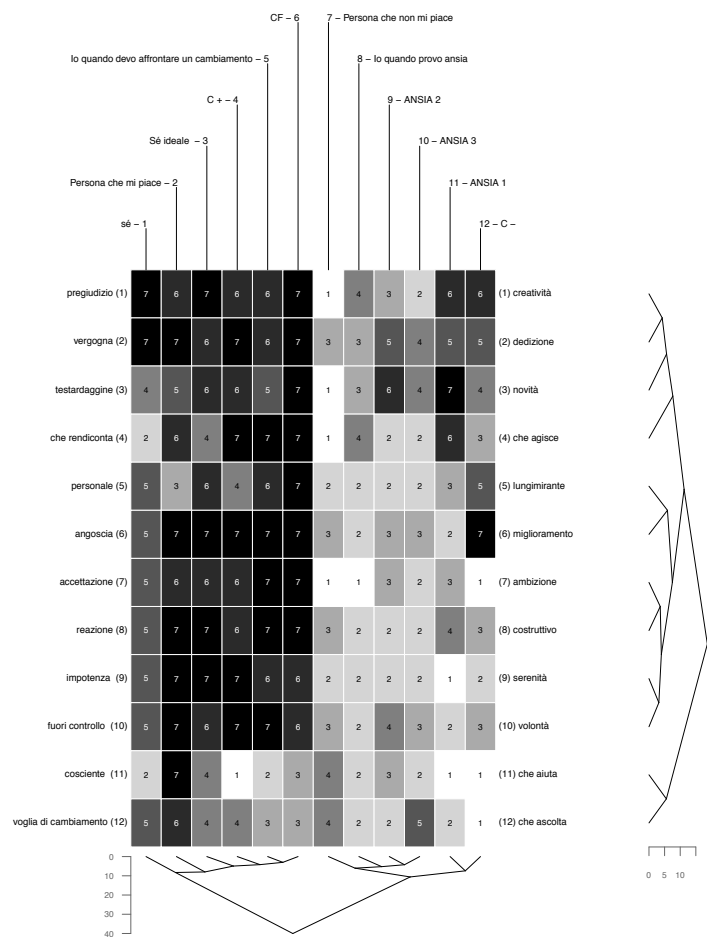 CF – 6 7 – Persona che non mi piace
Io quando devo affrontare un cambiamento – 5 8 – Io quando provo ansia
C + – 4 9 – ANSIA 2
Sé ideale – 3 10 – ANSIA 3
Persona che mi piace – 2 11 – ANSIA 1
sé – 1 12 – C –
pregiudizio (1) 7 6 7 6 6 7 1 4 3 2 6 6 (1) creatività
vergogna (2) 7 7 6 7 6 7 3 3 5 4 5 5 (2) dedizione
testardaggine (3) 4 5 6 6 5 7 1 3 6 4 7 4 (3) novità
che rendiconta (4) 2 6 4 7 7 7 1 4 2 2 6 3 (4) che agisce
personale (5) 5 3 6 4 6 7 2 2 2 2 3 5 (5) lungimirante
angoscia (6) 5 7 7 7 7 7 3 2 3 3 2 7 (6) miglioramento
accettazione (7) 5 6 6 6 7 7 1 1 3 2 3 1 (7) ambizione
reazione (8) 5 7 7 6 7 7 3 2 2 2 4 3 (8) costruttivo
impotenza (9) 5 7 7 7 6 6 2 2 2 2 1 2 (9) serenità
fuori controllo (10) 5 7 6 7 7 6 3 2 4 3 2 3 (10) volontà
cosciente (11) 2 7 4 1 2 3 4 2 3 2 1 1 (11) che aiuta
voglia di cambiamento (12) 5 6 4 4 3 3 4 2 2 5 2 1 (12) che ascolta
0
10
20
30
40
0 5 10